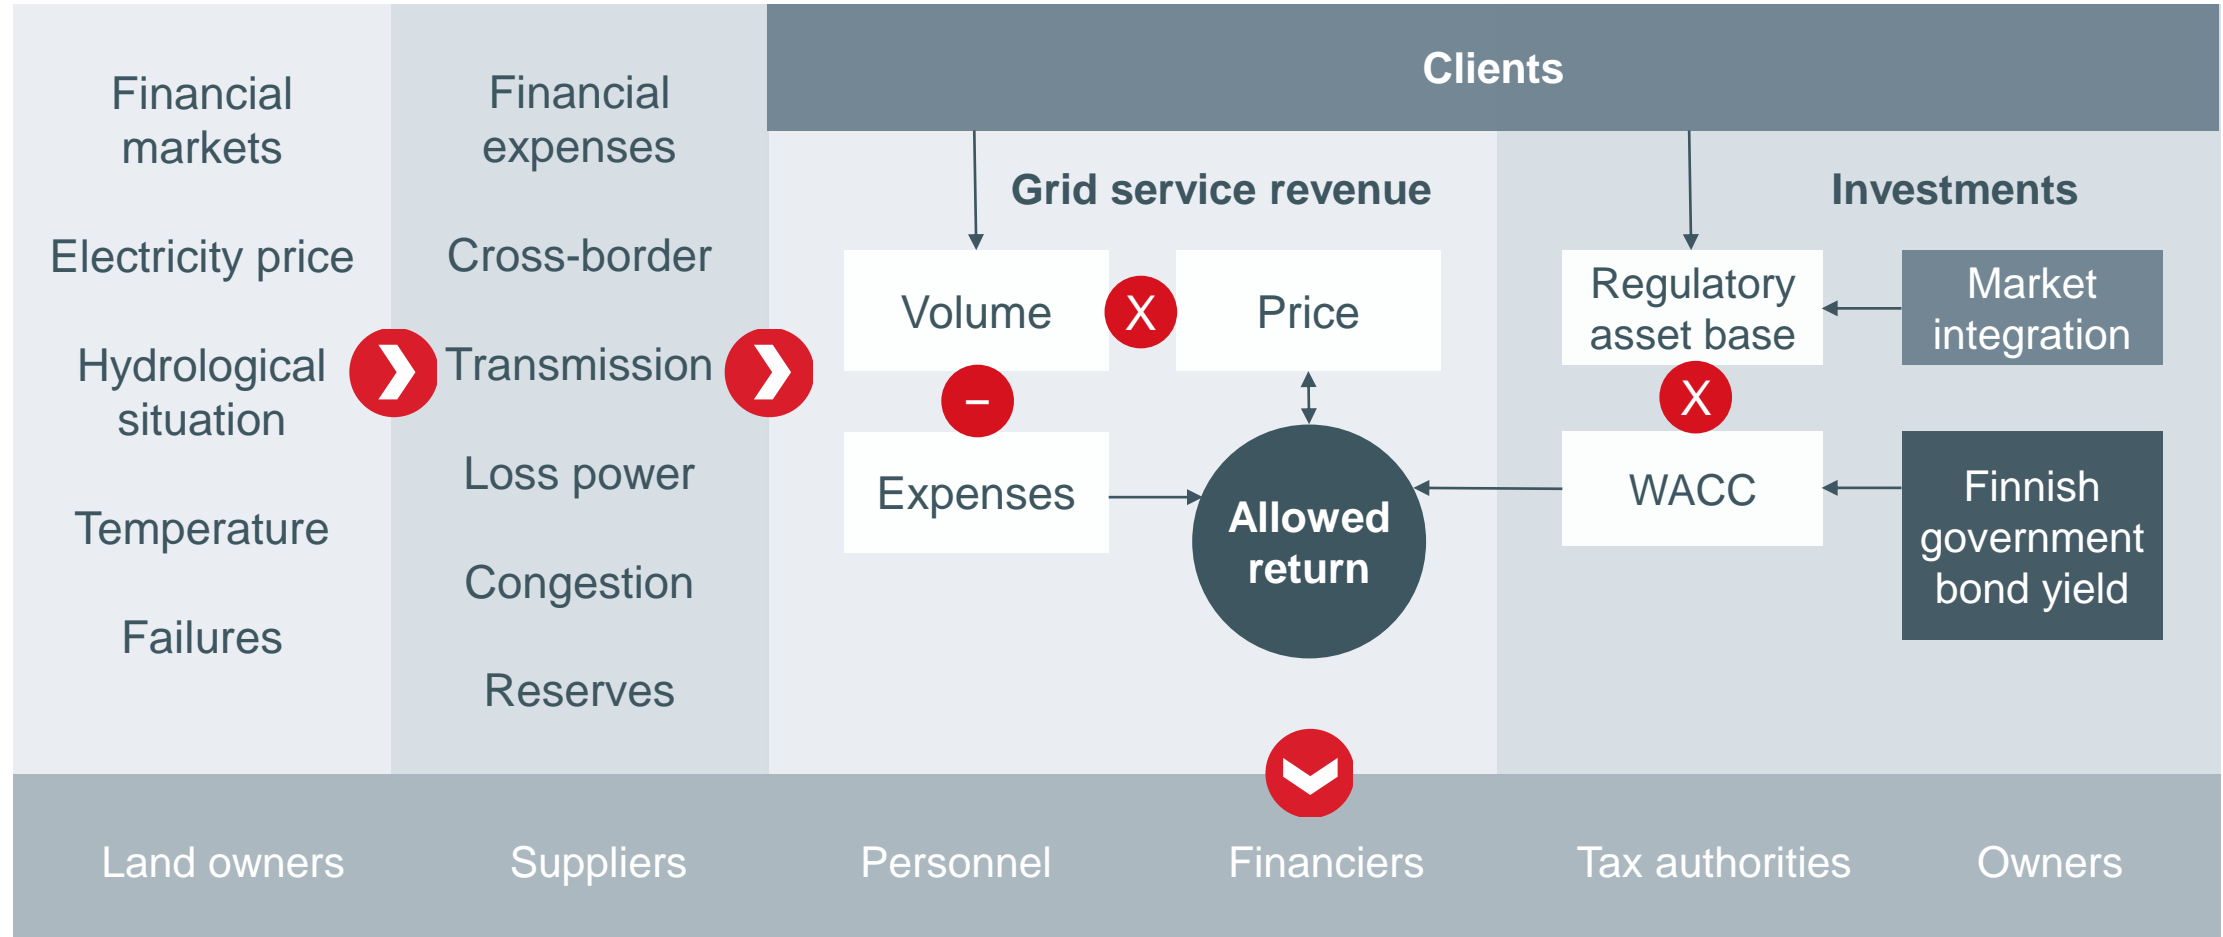 Financial
markets
Electricity price
Hydrological
situation
Temperature
Failures
Financial
expenses
Cross-border
Transmission
Loss power
Congestion
Reserves
Clients
Grid service revenue
Volume
X
Price
–
Expenses
Allowed
return
Investments
Regulatory
asset base
Market
integration
X
WACC
Finnish
government
bond yield
Land owners
Suppliers
Personnel
Financiers
Tax authorities
Owners